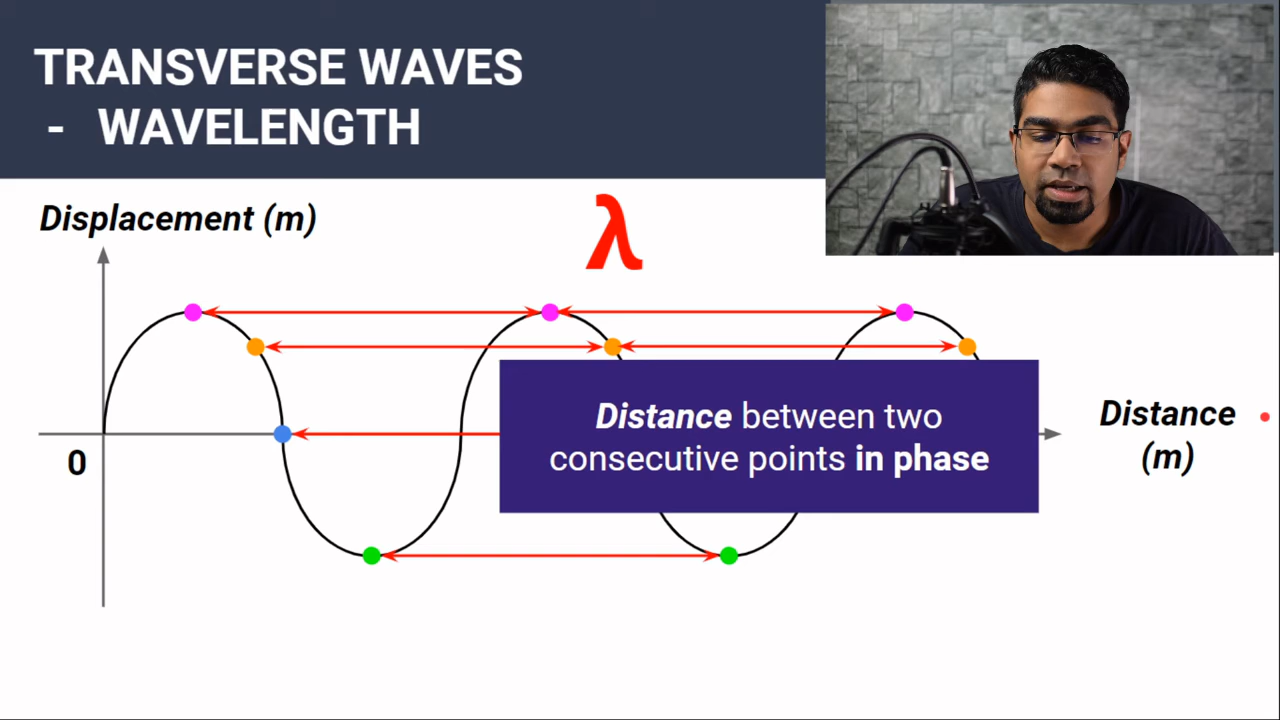 TRANSVERSE WAVES
- WAVELENGTH
Displacement (m)
λ
Distance between two
consecutive points in phase
Distance
(m)
0